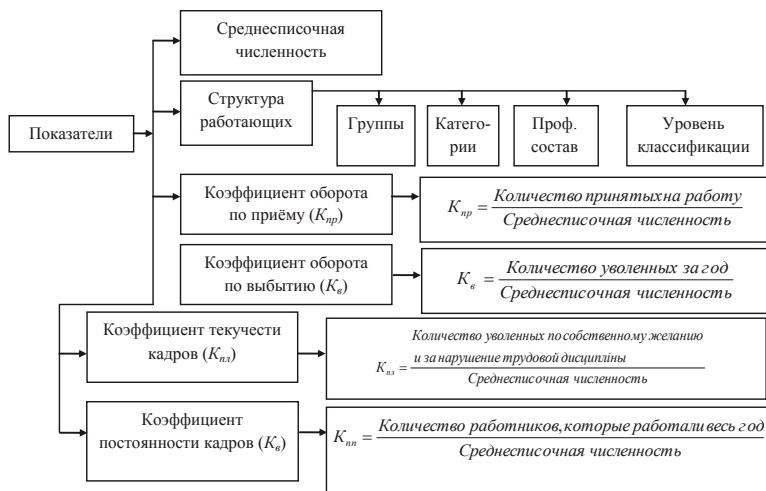 Среднесписочная
численность
Показатели
Структура
работающих
Группы
Катего-
рии
Проф.
состав
Уровень
классификации
Коэффициент оборота
по приёму (Kпр)
Kпр = Количество принятых на работу
Среднесписочная численность
Коэффициент оборота
по выбытию (Kв)
Kв = Количество уволенных за год
Среднесписочная численность
Коэффициент текучести
кадров (Kпл)
Количество уволенных по собственному желанию
и за нарушение трудовой дисциплiны
Kпл =
Среднесписочная численность
Коэффициент
постоянности кадров (Kв)
Kпп = Количество работников, которые работали весь год
Среднесписочная численность